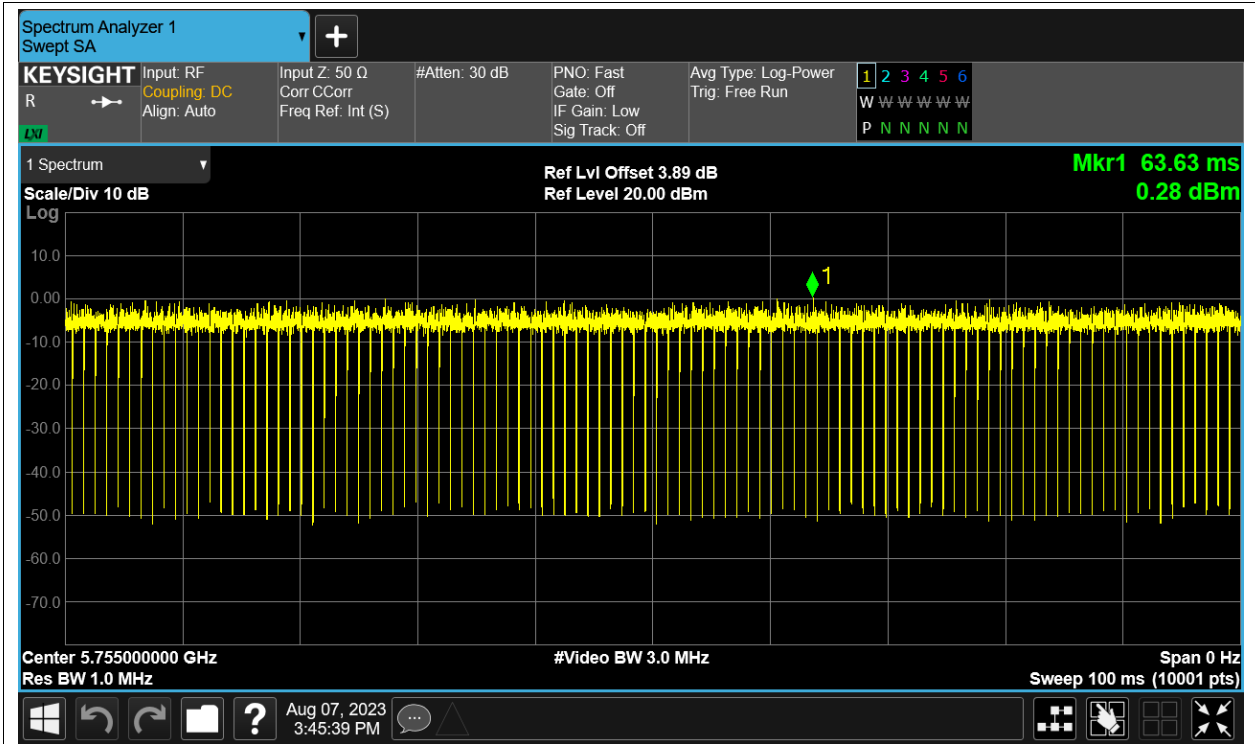 Spectrum Analyzer 1
Swept SA
+
KEYSIGHT
R
LXI
Input: RF
Coupling: DC
Align: Auto
Input Z: 50 Ω
Corr CCorr
Freq Ref: Int (S)
#Atten: 30 dB
PNO: Fast
Gate: Off
IF Gain: Low
Sig Track: Off
Avg Type: Log-Power
Trig: Free Run
1 2 3 4 5 6
W W W W W W
P N N N N N
1 Spectrum
Scale/Div 10 dB
Log
Ref Lvl Offset 3.89 dB
Ref Level 20.00 dBm
Mkr1 63.63 ms
0.28 dBm
10.0
1
0.00
-10.0
-20.0
-30.0
-40.0
-50.0
-60.0
-70.0
Center 5.755000000 GHz
Res BW 1.0 MHz
#Video BW 3.0 MHz
Span 0 Hz
Sweep 100 ms (10001 pts)
?
Aug 07, 2023
3:45:39 PM